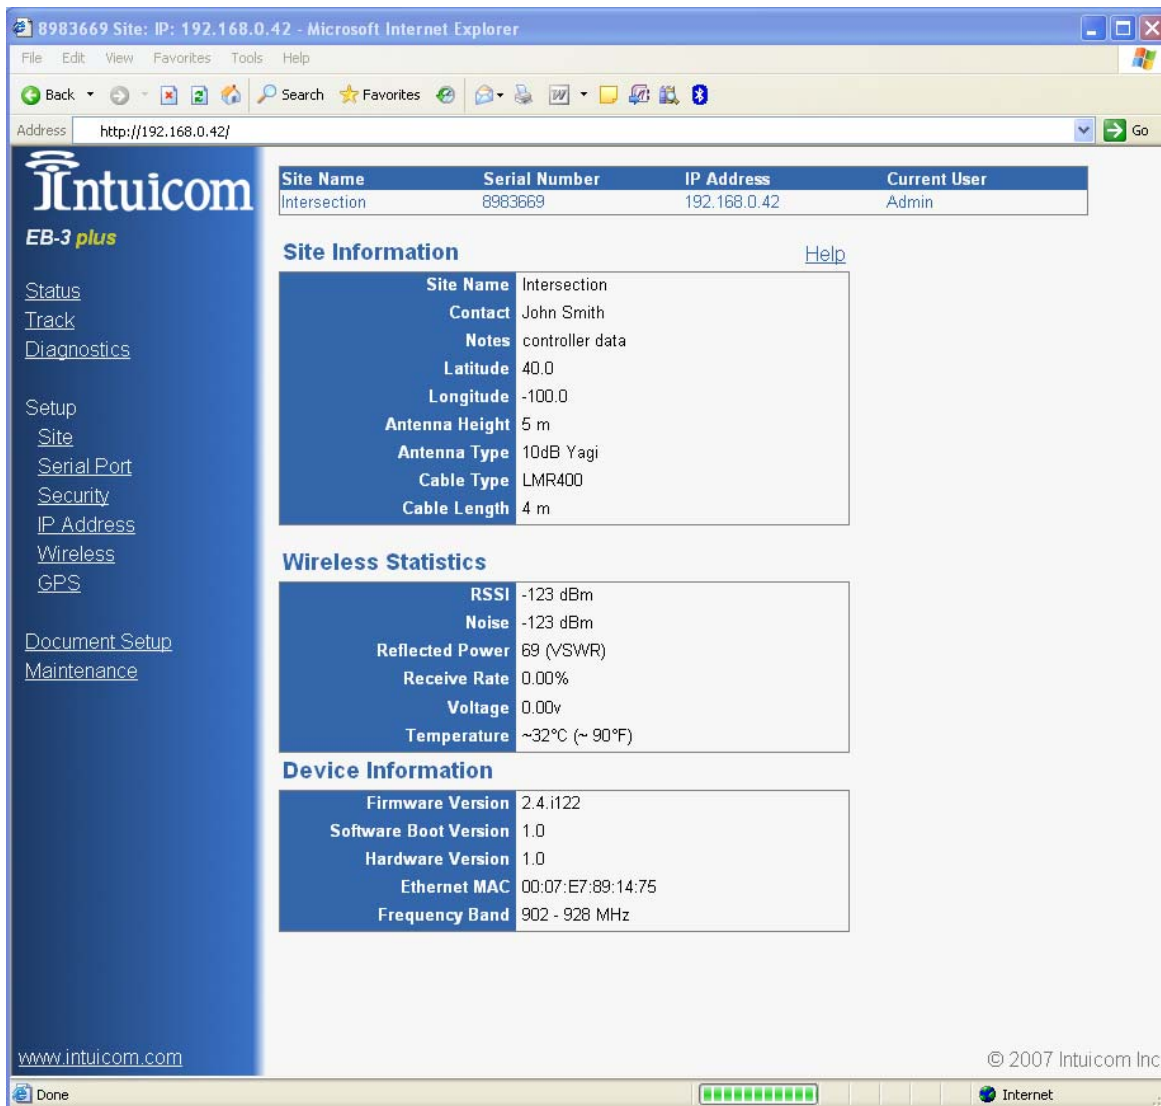 8983669 Site: IP: 192.168.0.42 - Microsoft Internet Explorer
File Edit View Favorites Tools Help
Back Search Favorites
Address http://192.168.0.42/ Go
Intuicom
EB-3 plus
Status
Track
Diagnostics
Setup
Site
Serial Port
Security
IP Address
Wireless
GPS
Document Setup
Maintenance
www.intuicom.com
Site Name Serial Number IP Address Current User
Intersection 8983669 192.168.0.42 Admin
Site Information Help
Site Name Intersection
Contact John Smith
Notes controller data
Latitude 40.0
Longitude -100.0
Antenna Height 5 m
Antenna Type 10dB Yagi
Cable Type LMR400
Cable Length 4 m
Wireless Statistics
RSSI -123 dBm
Noise -123 dBm
Reflected Power 69 (VSWR)
Receive Rate 0.00%
Voltage 0.00v
Temperature ~32°C (~ 90°F)
Device Information
Firmware Version 2.4.i122
Software Boot Version 1.0
Hardware Version 1.0
Ethernet MAC 00:07:E7:89:14:75
Frequency Band 902 - 928 MHz
© 2007 Intuicom Inc
Done Internet